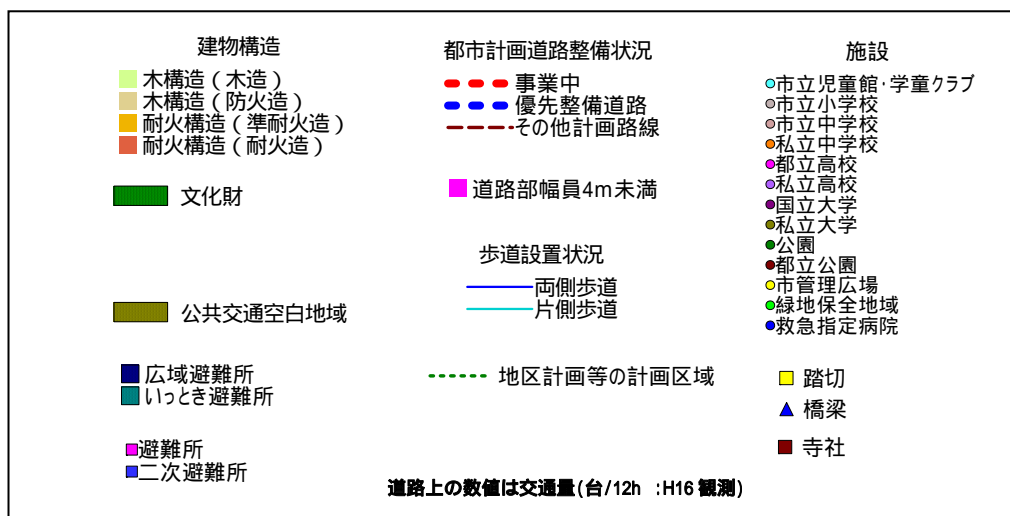 建物構造
木構造(木造)
木構造(防火造)
耐火構造(準耐火造)
耐火構造(耐火造)
文化財
公共交通空白地域
広域避難所
いっとき避難所
避難所
二次避難所
都市計画道路整備状況
事業中
優先整備道路
その他計画路線
道路部幅員4m未満
歩道設置状況
両側歩道
片側歩道
地区計画等の計画区域
施設
市立児童館・学童クラブ
市立小学校
市立中学校
私立中学校
都立高校
私立高校
国立大学
私立大学
公園
都立公園
市管理広場
緑地保全地域
救急指定病院
踏切
橋梁
寺社
道路上の数値は交通量(台/12h :H16 観測)